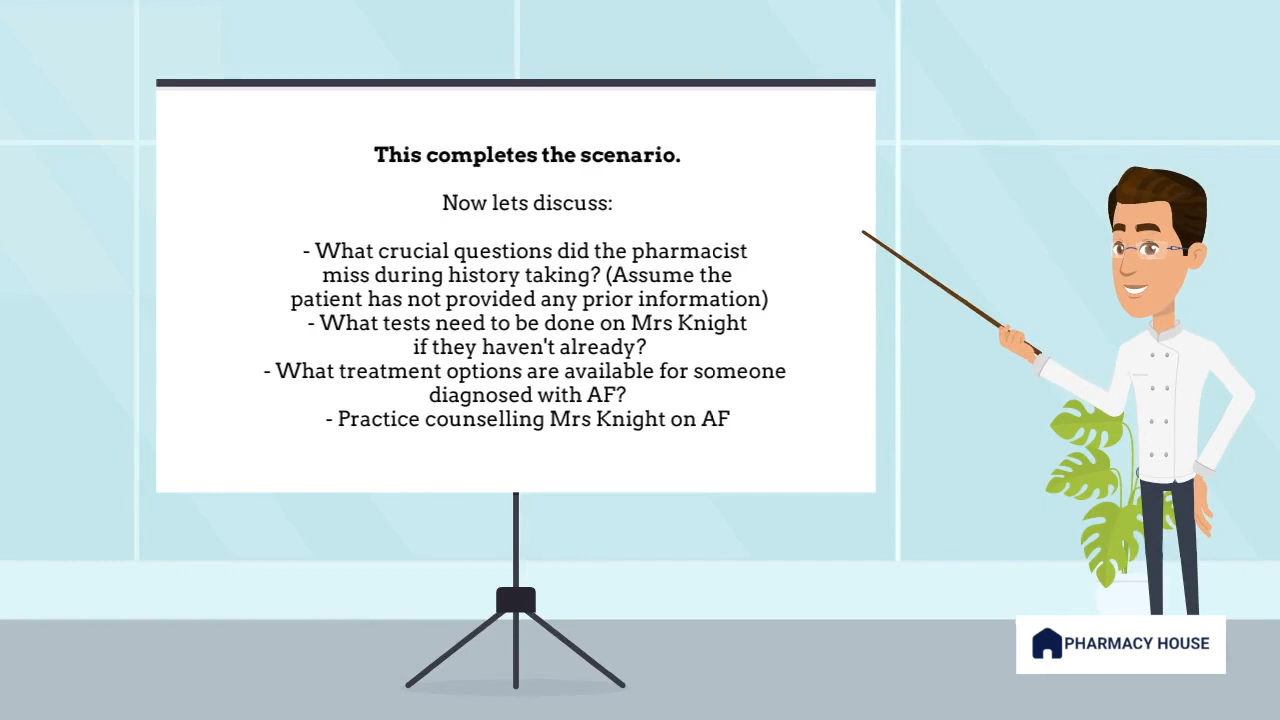 This completes the scenario.
Now lets discuss:
- What crucial questions did the pharmacist
miss during history taking? (Assume the
patient has not provided any prior information)
- What tests need to be done on Mrs Knight
if they haven't already?
- What treatment options are available for someone
diagnosed with AF?
- Practice counselling Mrs Knight on AF
PHARMACY HOUSE